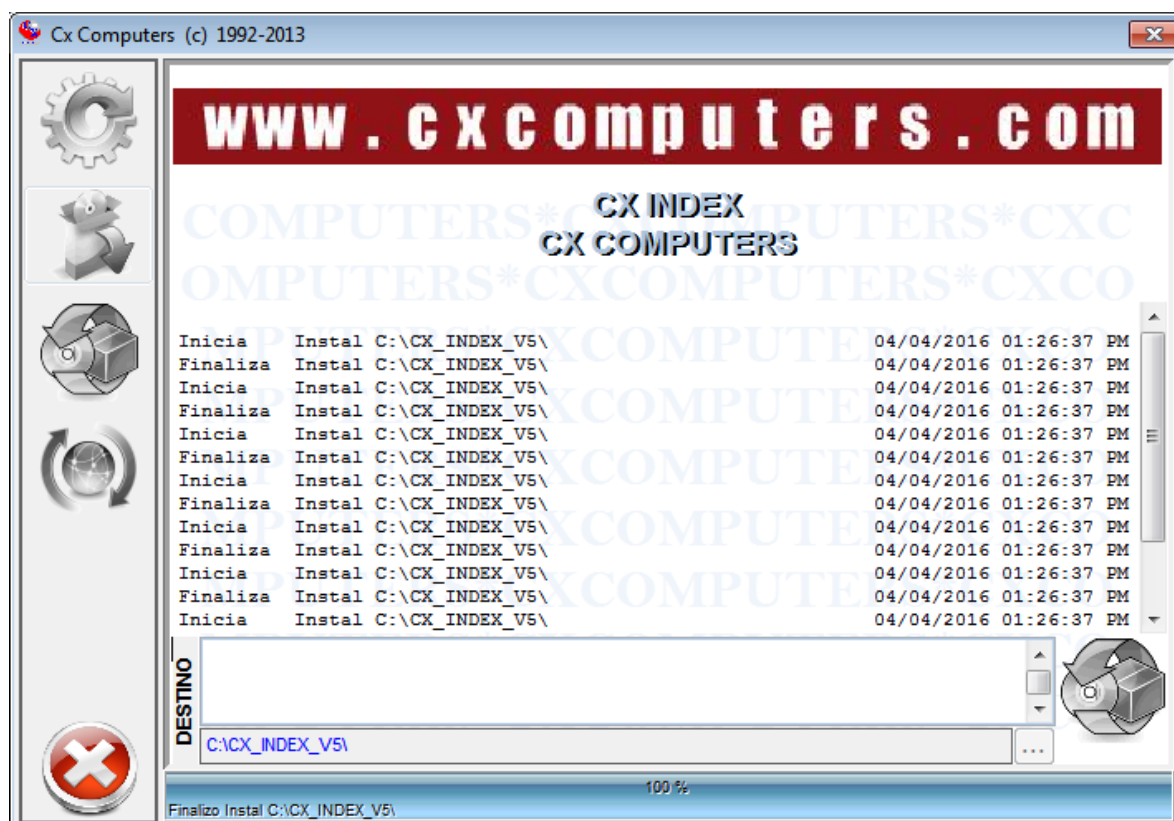 Cx Computers (c) 1992-2013
www.cxcomputers.com
CX INDEX
CX COMPUTERS
COMPUTERS*CXCOMPUTERS*CXC
OMPUTERS*CXCOMPUTERS*CXCO
Inicia Instal C:\CX_INDEX_V5\ 04/04/2016 01:26:37 PM
Finaliza Instal C:\CX_INDEX_V5\ 04/04/2016 01:26:37 PM
Inicia Instal C:\CX_INDEX_V5\ 04/04/2016 01:26:37 PM
Finaliza Instal C:\CX_INDEX_V5\ 04/04/2016 01:26:37 PM
Inicia Instal C:\CX_INDEX_V5\ 04/04/2016 01:26:37 PM
Finaliza Instal C:\CX_INDEX_V5\ 04/04/2016 01:26:37 PM
Inicia Instal C:\CX_INDEX_V5\ 04/04/2016 01:26:37 PM
Finaliza Instal C:\CX_INDEX_V5\ 04/04/2016 01:26:37 PM
Inicia Instal C:\CX_INDEX_V5\ 04/04/2016 01:26:37 PM
Finaliza Instal C:\CX_INDEX_V5\ 04/04/2016 01:26:37 PM
Inicia Instal C:\CX_INDEX_V5\ 04/04/2016 01:26:37 PM
Finaliza Instal C:\CX_INDEX_V5\ 04/04/2016 01:26:37 PM
Inicia Instal C:\CX_INDEX_V5\ 04/04/2016 01:26:37 PM
DESTINO
C:\CX_INDEX_V5\
...
100 %
Finalizo Instal C:\CX_INDEX_V5\